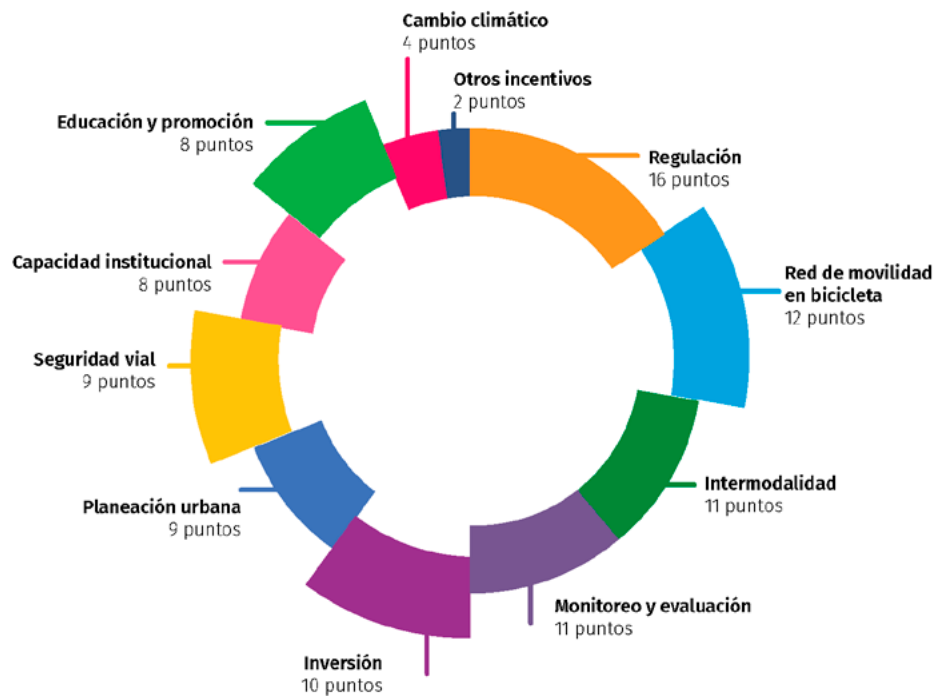 Cambio climático
4 puntos
Otros incentivos
2 puntos
Educación y promoción
8 puntos
Regulación
16 puntos
Capacidad institucional
8 puntos
Red de movilidad
en bicicleta
12 puntos
Seguridad vial
9 puntos
Intermodalidad
11 puntos
Planeación urbana
9 puntos
Monitoreo y evaluación
11 puntos
Inversión
10 puntos